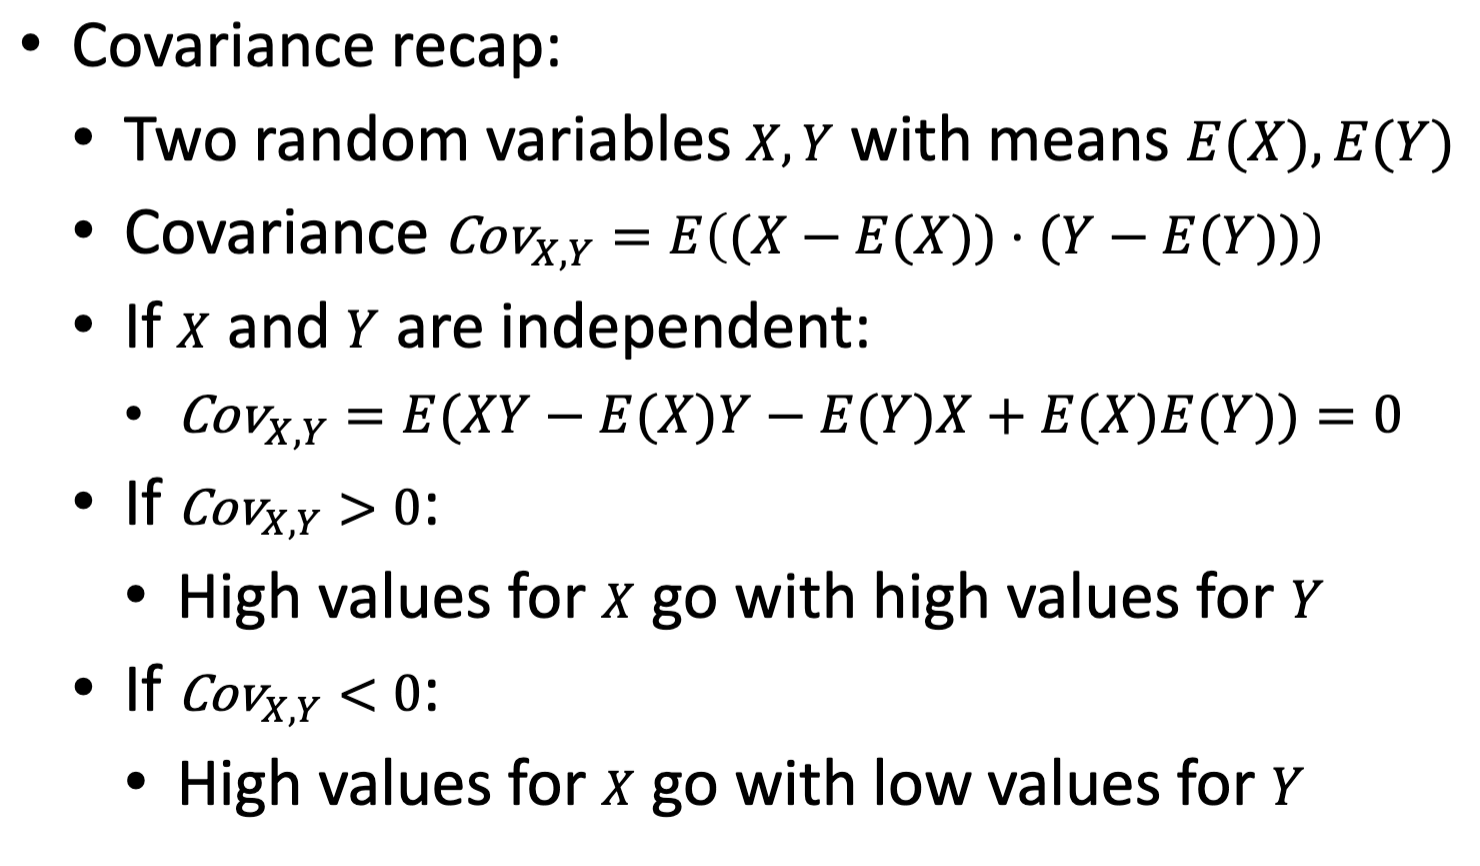 • Covariance recap:
• Two random variables X, Y with means E(X), E(Y)
• Covariance Cov_{X,Y} = E((X − E(X)) · (Y − E(Y)))
• If X and Y are independent:
• Cov_{X,Y} = E(XY − E(X)Y − E(Y)X + E(X)E(Y)) = 0
• If Cov_{X,Y} > 0:
• High values for X go with high values for Y
• If Cov_{X,Y} < 0:
• High values for X go with low values for Y